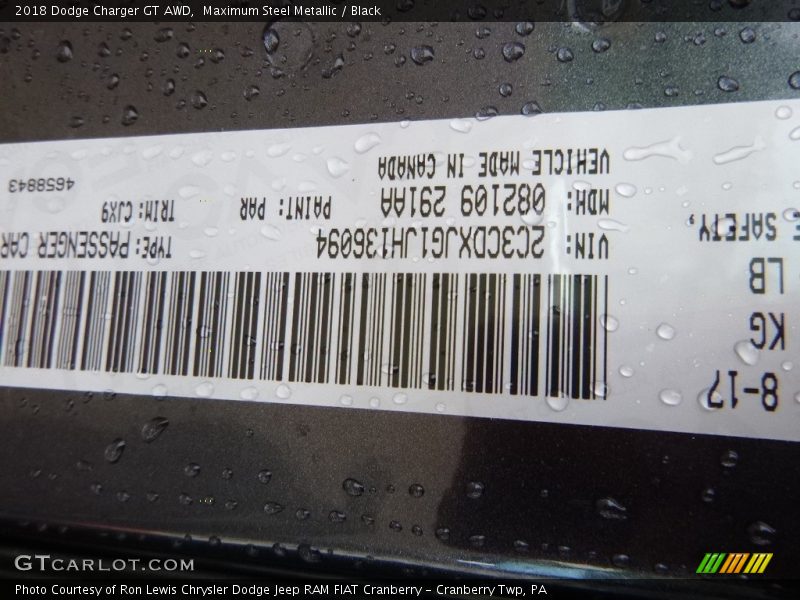 2018 Dodge Charger GT AWD,  Maximum Steel Metallic / Black
8-17
KG
LB
E SAFETY,
VIN: 2C3CDXJG1JH136094 TYPE: PASSENGER CAR
MDH: 082109 291AA PAINT: PAR TRIM: CJX9
VEHICLE MADE IN CANADA 4658843
GTCARLOT.COM
Photo Courtesy of Ron Lewis Chrysler Dodge Jeep RAM FIAT Cranberry – Cranberry Twp, PA